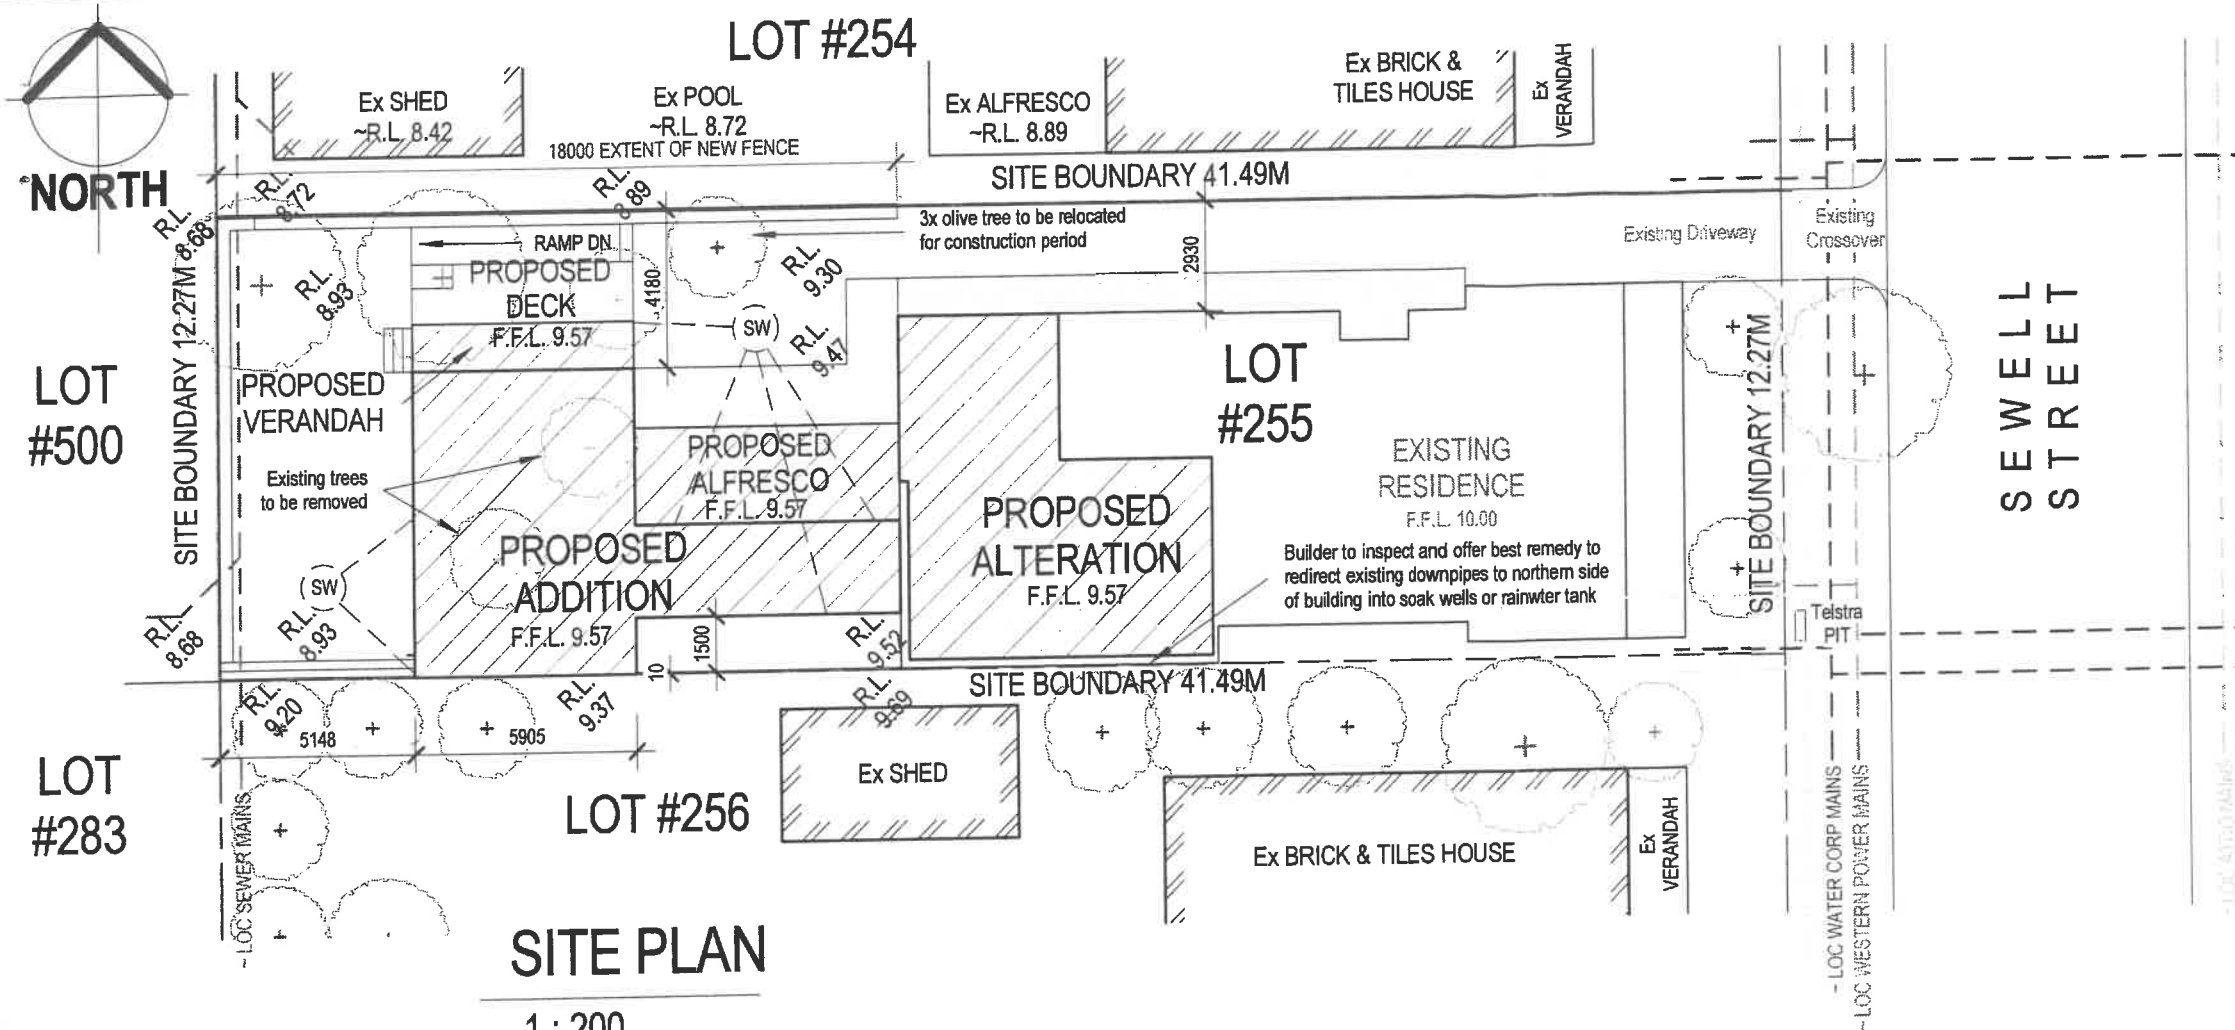 LOT #254
NORTH
Ex SHED
~R.L. 8.42
Ex POOL
~R.L. 8.72
18000 EXTENT OF NEW FENCE
Ex ALFRESCO
~R.L. 8.89
Ex BRICK &
TILES HOUSE
Ex
VERANDAH
SITE BOUNDARY 41.49M
R.L.
8.68
R.L.
8.72
R.L.
8.89
3x olive tree to be relocated
for construction period
Existing Driveway
Existing
Crossover
RAMP DN
PROPOSED
DECK
F.F.L. 9.57
4180
2930
R.L.
8.93
R.L.
9.30
SW
R.L.
9.47
SITE BOUNDARY 12.27M
LOT
#500
PROPOSED
VERANDAH
Existing trees
to be removed
PROPOSED
ALFRESCO
F.F.L. 9.57
LOT
#255
EXISTING
RESIDENCE
F.F.L. 10.00
SITE BOUNDARY 12.27M
SEWELL
STREET
PROPOSED
ADDITION
F.F.L. 9.57
PROPOSED
ALTERATION
F.F.L. 9.57
Builder to inspect and offer best remedy to
redirect existing downpipes to northern side
of building into soak wells or rainwter tank
SW
R.L.
8.68
R.L.
8.93
10
1500
R.L.
9.52
Telstra
PIT
SITE BOUNDARY 41.49M
R.L.
9.20
R.L.
9.37
R.L.
9.69
5148
5905
LOT
#283
LOT #256
Ex SHED
Ex BRICK & TILES HOUSE
Ex
VERANDAH
~ LOC SEWER MAINS
~ LOC WATER CORP MAINS
~LOC WESTERN POWER MAINS
SITE PLAN
1 : 200